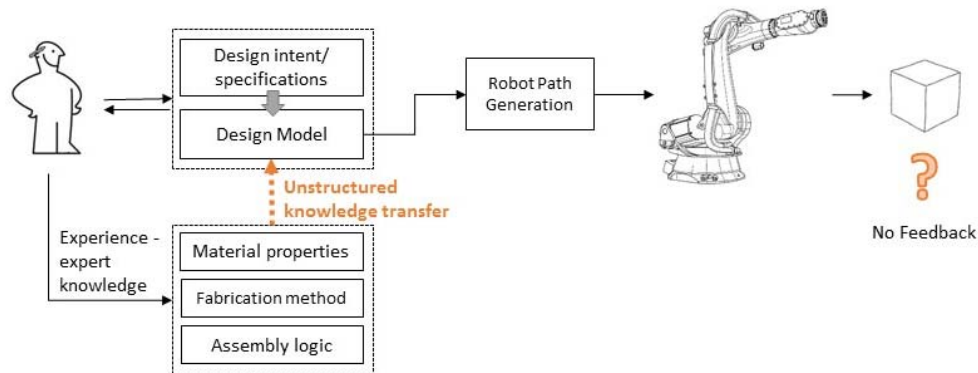 Design intent/
specifications
Design Model
Robot Path
Generation
Unstructured
knowledge transfer
Experience -
expert
knowledge
Material properties
Fabrication method
Assembly logic
?
No Feedback